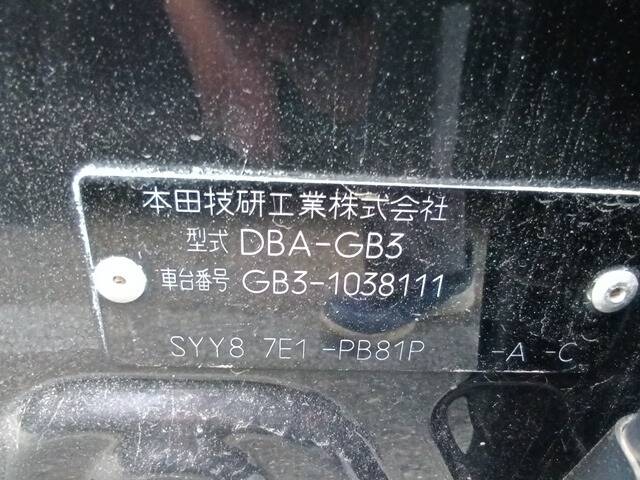 本田技研工業株式会社
型式 DBA-GB3
車台番号 GB3-1038111
SYY8 7E1 -PB81P -A -C